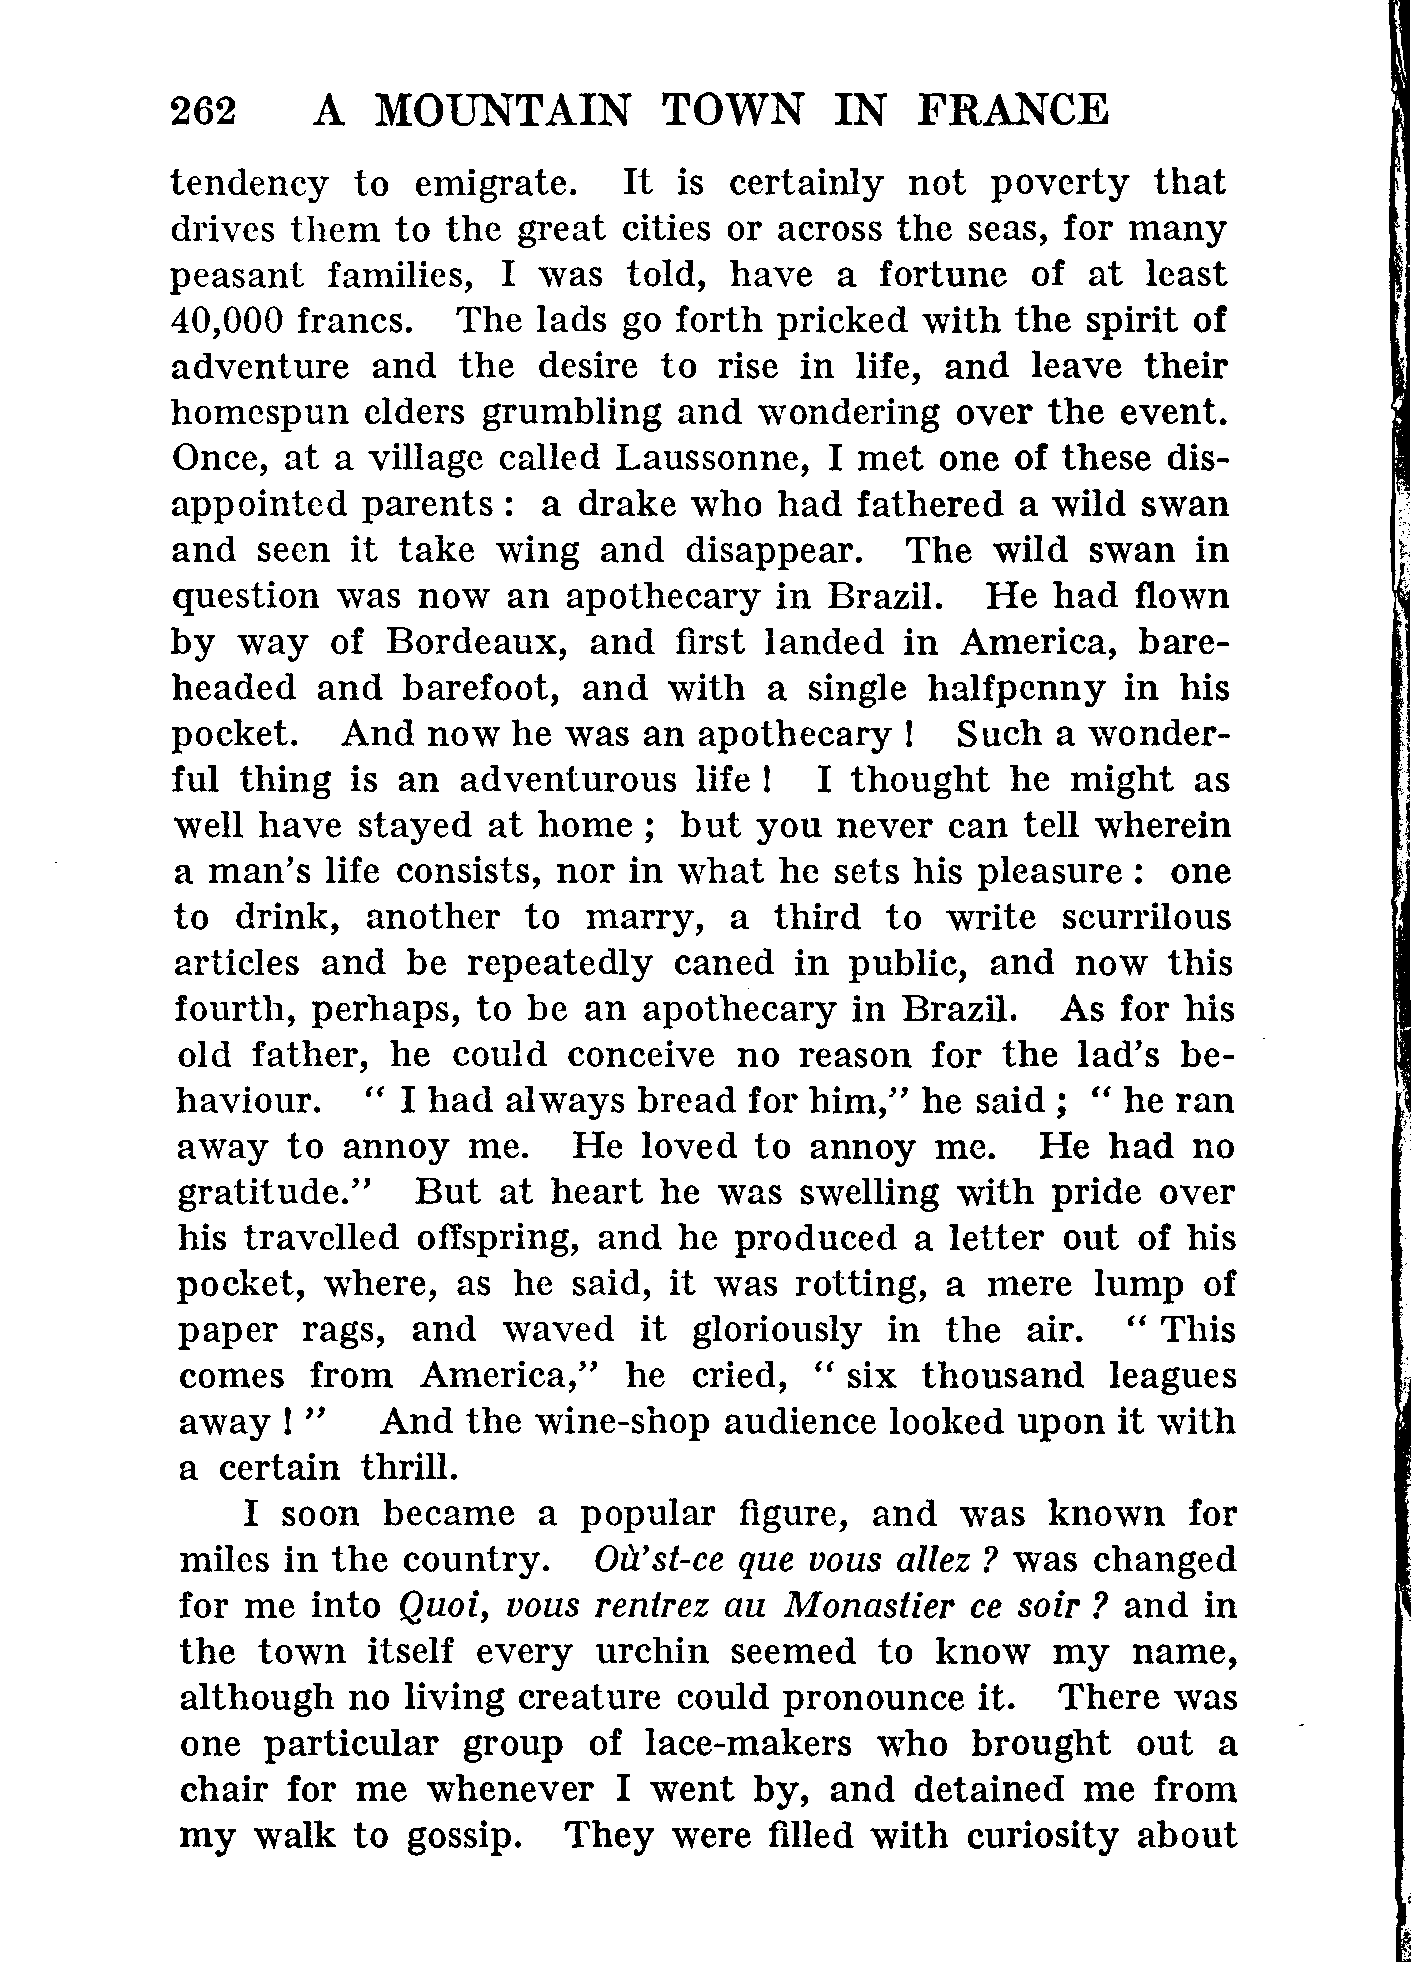 262 A MOUNTAIN TOWN IN FRANCE
tendency to emigrate. It is certainly not poverty that
drives them to the great cities or across the seas, for many
peasant families, I was told, have a fortune of at least
40,000 francs. The lads go forth pricked with the spirit of
adventure and the desire to rise in life, and leave their
homespun elders grumbling and wondering over the event.
Once, at a village called Laussonne, I met one of these dis-
appointed parents : a drake who had fathered a wild swan
and seen it take wing and disappear. The wild swan in
question was now an apothecary in Brazil. He had flown
by way of Bordeaux, and first landed in America, bare-
headed and barefoot, and with a single halfpenny in his
pocket. And now he was an apothecary ! Such a wonder-
ful thing is an adventurous life ! I thought he might as
well have stayed at home ; but you never can tell wherein
a man's life consists, nor in what he sets his pleasure : one
to drink, another to marry, a third to write scurrilous
articles and be repeatedly caned in public, and now this
fourth, perhaps, to be an apothecary in Brazil. As for his
old father, he could conceive no reason for the lad's be-
haviour. “ I had always bread for him,” he said ; “ he ran
away to annoy me. He loved to annoy me. He had no
gratitude.” But at heart he was swelling with pride over
his travelled offspring, and he produced a letter out of his
pocket, where, as he said, it was rotting, a mere lump of
paper rags, and waved it gloriously in the air. “ This
comes from America,” he cried, “ six thousand leagues
away ! ” And the wine-shop audience looked upon it with
a certain thrill.
I soon became a popular figure, and was known for
miles in the country. Où'st-ce que vous allez ? was changed
for me into Quoi, vous rentrez au Monastier ce soir ? and in
the town itself every urchin seemed to know my name,
although no living creature could pronounce it. There was
one particular group of lace-makers who brought out a
chair for me whenever I went by, and detained me from
my walk to gossip. They were filled with curiosity about